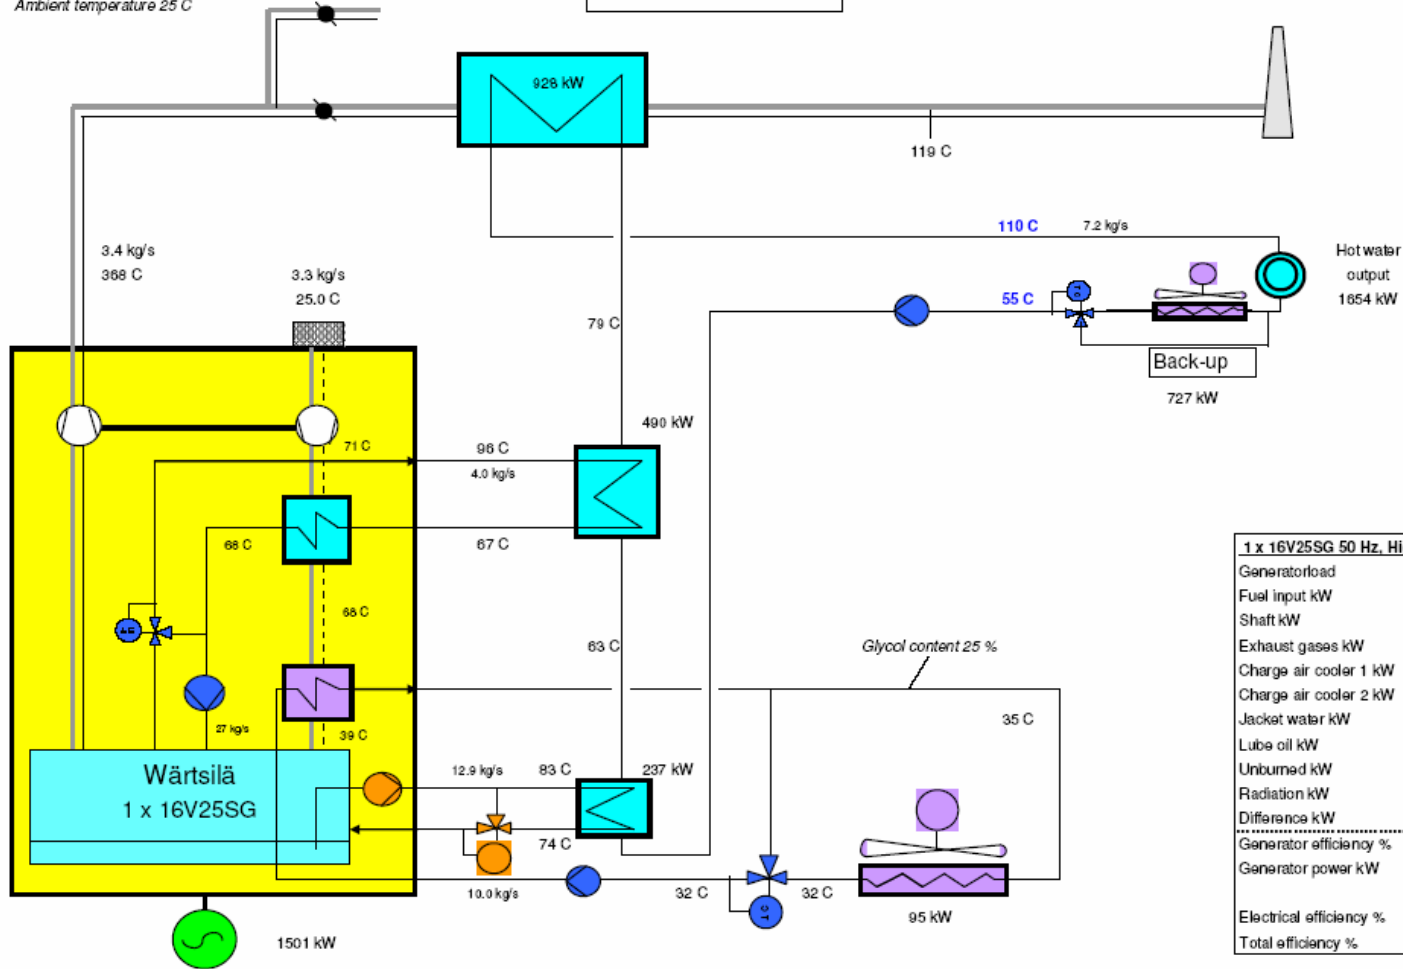 Ambient temperature 25 C
928 kW
119 C
110 C
7.2 kg/s
3.4 kg/s
368 C
3.3 kg/s
25.0 C
Hot water
output
1654 kW
55 C
79 C
Back-up
727 kW
490 kW
71 C
96 C
4.0 kg/s
68 C
67 C
68 C
63 C
Glycol content 25 %
35 C
27 kg/s
39 C
12.9 kg/s
83 C
237 kW
Wärtsilä
1 x 16V25SG
74 C
10.0 kg/s
32 C
32 C
95 kW
1501 kW
1 x 16V25SG 50 Hz, Hi
Generatorload
Fuel input kW
Shaft kW
Exhaust gases kW
Charge air cooler 1 kW
Charge air cooler 2 kW
Jacket water kW
Lube oil kW
Unburned kW
Radiation kW
Difference kW
Generator efficiency %
Generator power kW
Electrical efficiency %
Total efficiency %